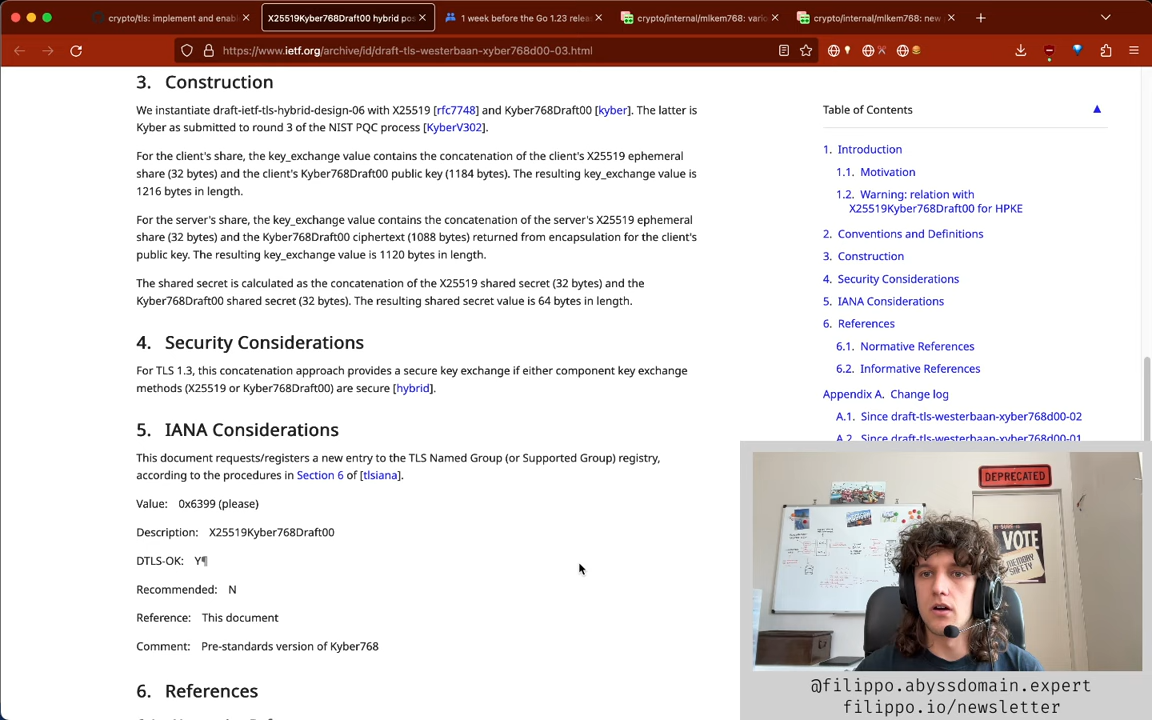 crypto/tls: implement and enabl
X25519Kyber768Draft00 hybrid pos
1 week before the Go 1.23 relea
crypto/internal/mlkem768: vario
crypto/internal/mlkem768: new
https://www.ietf.org/archive/id/draft-tls-westerbaan-xyber768d00-03.html
3. Construction
We instantiate draft-ietf-tls-hybrid-design-06 with X25519 [rfc7748] and Kyber768Draft00 [kyber]. The latter is
Kyber as submitted to round 3 of the NIST PQC process [KyberV302].
For the client's share, the key_exchange value contains the concatenation of the client's X25519 ephemeral
share (32 bytes) and the client's Kyber768Draft00 public key (1184 bytes). The resulting key_exchange value is
1216 bytes in length.
For the server's share, the key_exchange value contains the concatenation of the server's X25519 ephemeral
share (32 bytes) and the Kyber768Draft00 ciphertext (1088 bytes) returned from encapsulation for the client's
public key. The resulting key_exchange value is 1120 bytes in length.
The shared secret is calculated as the concatenation of the X25519 shared secret (32 bytes) and the
Kyber768Draft00 shared secret (32 bytes). The resulting shared secret value is 64 bytes in length.
4. Security Considerations
For TLS 1.3, this concatenation approach provides a secure key exchange if either component key exchange
methods (X25519 or Kyber768Draft00) are secure [hybrid].
5. IANA Considerations
This document requests/registers a new entry to the TLS Named Group (or Supported Group) registry,
according to the procedures in Section 6 of [tlsiana].
Value: 0x6399 (please)
Description: X25519Kyber768Draft00
DTLS-OK: Y¶
Recommended: N
Reference: This document
Comment: Pre-standards version of Kyber768
6. References
Table of Contents
1. Introduction
1.1. Motivation
1.2. Warning: relation with
X25519Kyber768Draft00 for HPKE
2. Conventions and Definitions
3. Construction
4. Security Considerations
5. IANA Considerations
6. References
6.1. Normative References
6.2. Informative References
Appendix A. Change log
A.1. Since draft-tls-westerbaan-xyber768d00-02
A.2. Since draft-tls-westerbaan-xyber768d00-01
DEPRECATED
VOTE
MEMORY
SAFETY
@filippo.abyssdomain.expert
filippo.io/newsletter